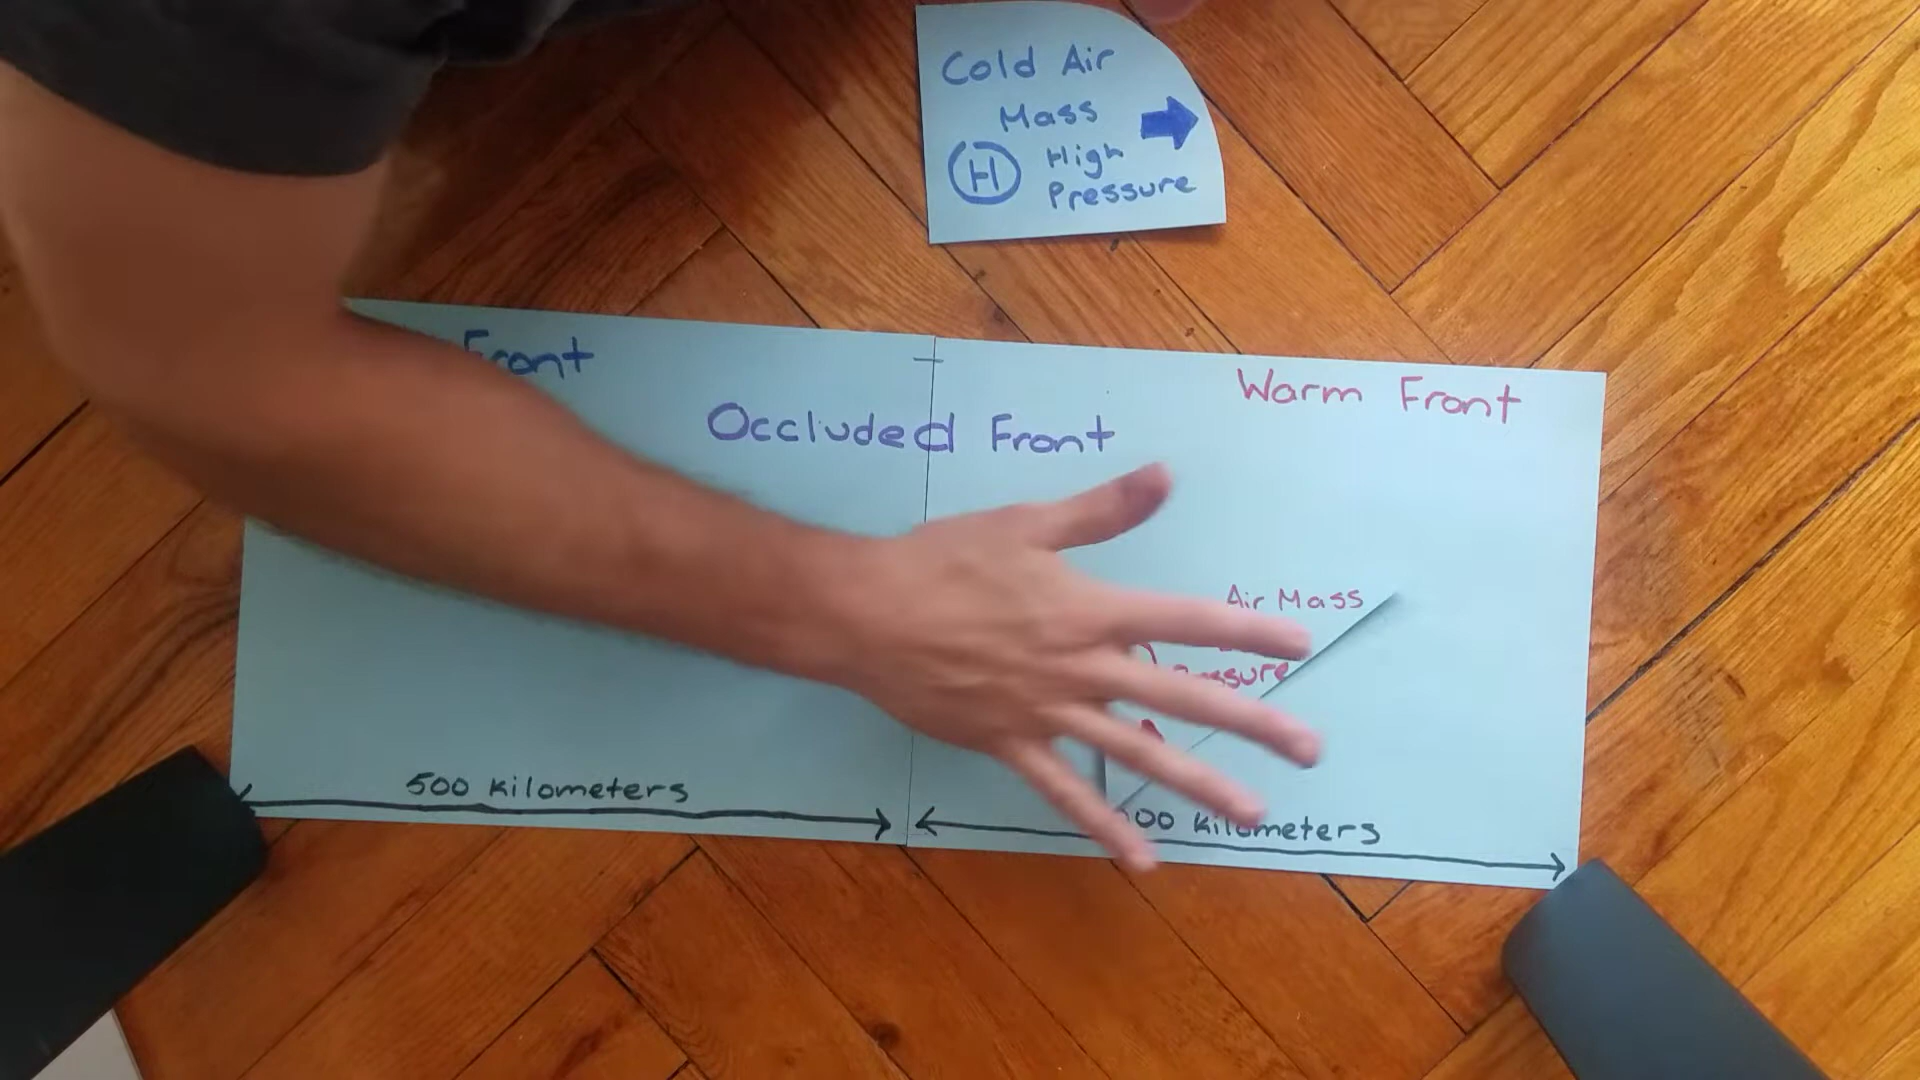 Cold Air
Mass
H High
Pressure
Front
Warm Front
Occluded Front
Air Mass
500 Kilometers
Kilometers